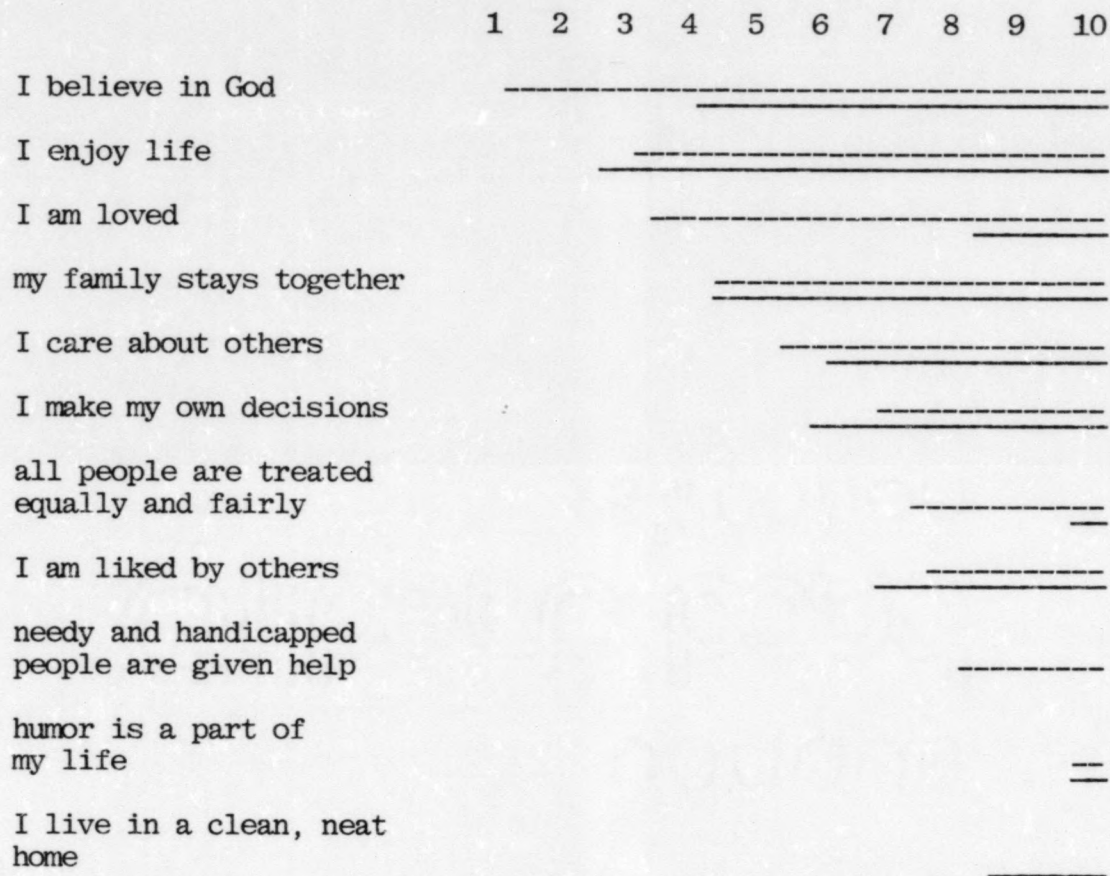 1 2 3 4 5 6 7 8 9 10
I believe in God
I enjoy life
I am loved
my family stays together
I care about others
I make my own decisions
all people are treated
equally and fairly
I am liked by others
needy and handicapped
people are given help
humor is a part of
my life
I live in a clean, neat
home